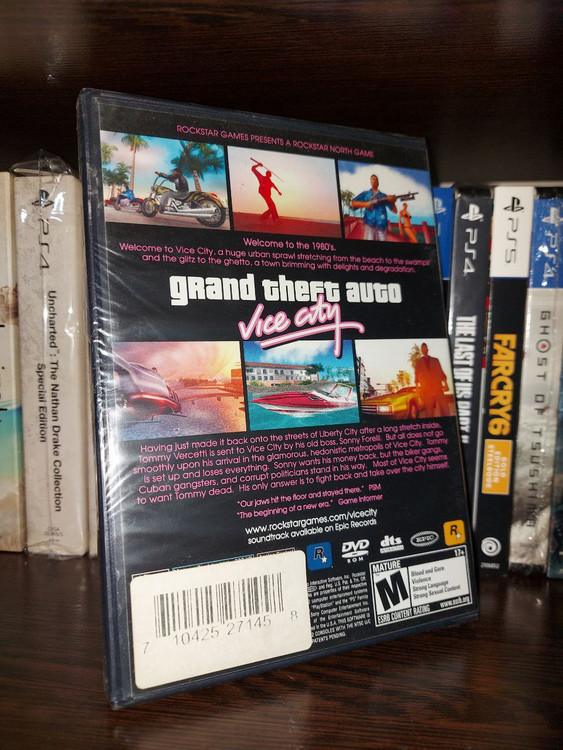 ROCKSTAR GAMES PRESENTS A ROCKSTAR NORTH GAME
Welcome to the 1980's.
Welcome to Vice City, a huge urban sprawl stretching from the beach to the swamps
and the glitz to the ghetto, a town brimming with delights and degradation.
grand theft auto
Vice City
Having just made it back onto the streets of Liberty City after a long stretch inside,
Tommy Vercetti is sent to Vice City by his old boss, Sonny Forelli. But all does not go
smoothly upon his arrival in the glamorous, hedonistic metropolis of Vice City. Tommy
is set up and loses everything. Sonny wants his money back, but the biker gangs,
Cuban gangsters, and corrupt politicians stand in his way. Most of Vice City seems
to want Tommy dead. His only answer is to fight back and take over the city himself.
"Our jaws hit the floor and stayed there." PSM
"The beginning of a new era." Game Informer
www.rockstargames.com/vicecity
soundtrack available on Epic Records
R
DVD
ROM
dts
EPIC
R
7 10425 27145 8
MATURE 17+
M
Blood and Gore
Violence
Strong Language
Strong Sexual Content
ESRB CONTENT RATING www.esrb.org
PS4
Uncharted™: The Nathan Drake Collection
Special Edition
PS4
THE LAST OF US PART II
PS5
FARCRY6
GOLD
EDITION
PS4
GHOST OF TSUSHIMA